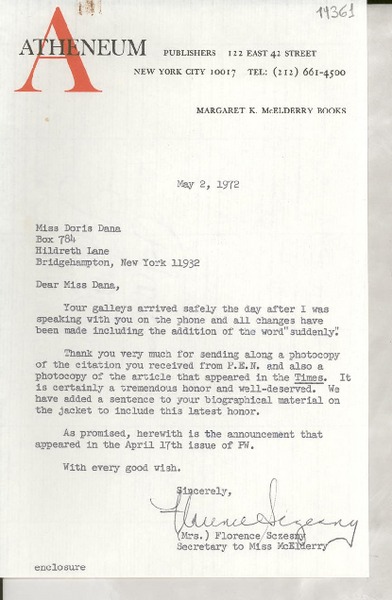 14361
ATHENEUM PUBLISHERS 122 EAST 42 STREET
NEW YORK CITY 10017 TEL: (212) 661-4500
MARGARET K. McELDERRY BOOKS
May 2, 1972
Miss Doris Dana
Box 784
Hildreth Lane
Bridgehampton, New York 11932
Dear Miss Dana,
Your galleys arrived safely the day after I was
speaking with you on the phone and all changes have
been made including the addition of the word "suddenly".
Thank you very much for sending along a photocopy
of the citation you received from P.E.N. and also a
photocopy of the article that appeared in the Times. It
is certainly a tremendous honor and well-deserved. We
have added a sentence to your biographical material on
the jacket to include this latest honor.
As promised, herewith is the announcement that
appeared in the April 17th issue of PW.
With every good wish.
Sincerely,
Florence Sczesny
(Mrs.) Florence Sczesny
Secretary to Miss McElderry
enclosure